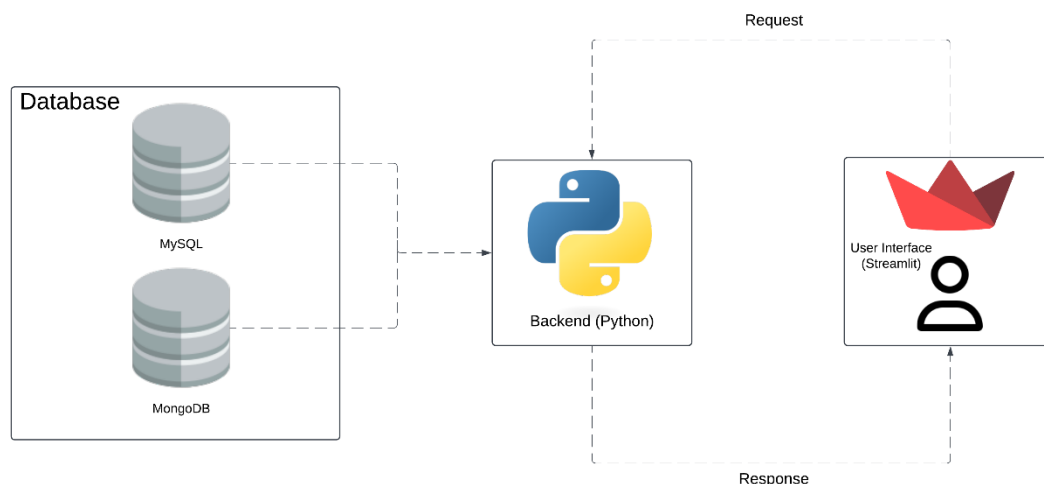 Request
Database
MySQL
MongoDB
Backend (Python)
User Interface
(Streamlit)
Response